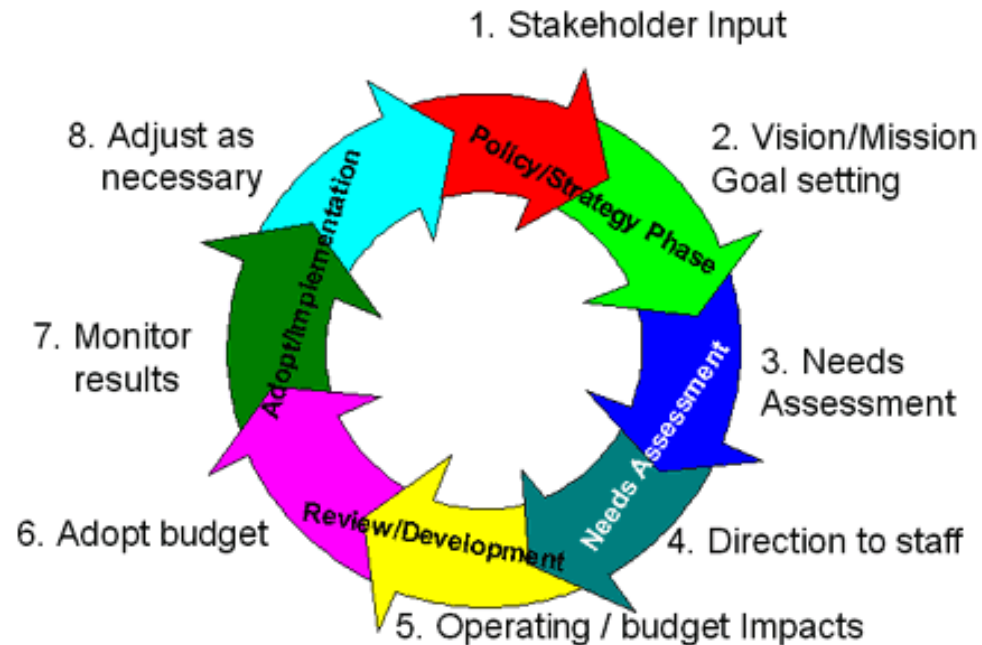 1. Stakeholder Input
2. Vision/Mission
Goal setting
3. Needs
Assessment
4. Direction to staff
5. Operating / budget Impacts
6. Adopt budget
7. Monitor
results
8. Adjust as
necessary
Policy/Strategy Phase
Needs Assessment
Review/Development
Adopt/Implementation